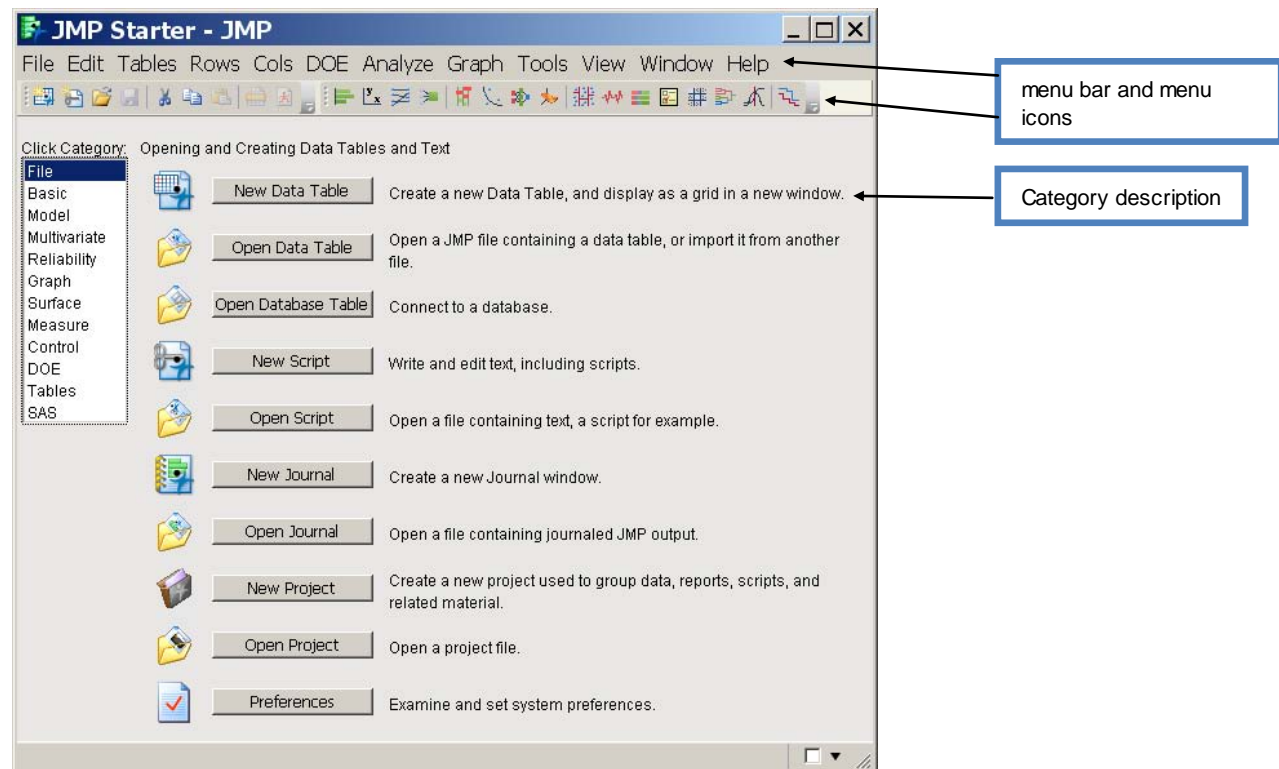 JMP Starter - JMP
File Edit Tables Rows Cols DOE Analyze Graph Tools View Window Help
menu bar and menu
icons
Click Category: Opening and Creating Data Tables and Text
File
Basic
Model
Multivariate
Reliability
Graph
Surface
Measure
Control
DOE
Tables
SAS
New Data Table Create a new Data Table, and display as a grid in a new window.
Category description
Open Data Table Open a JMP file containing a data table, or import it from another
file.
Open Database Table Connect to a database.
New Script Write and edit text, including scripts.
Open Script Open a file containing text, a script for example.
New Journal Create a new Journal window.
Open Journal Open a file containing journaled JMP output.
New Project Create a new project used to group data, reports, scripts, and
related material.
Open Project Open a project file.
Preferences Examine and set system preferences.